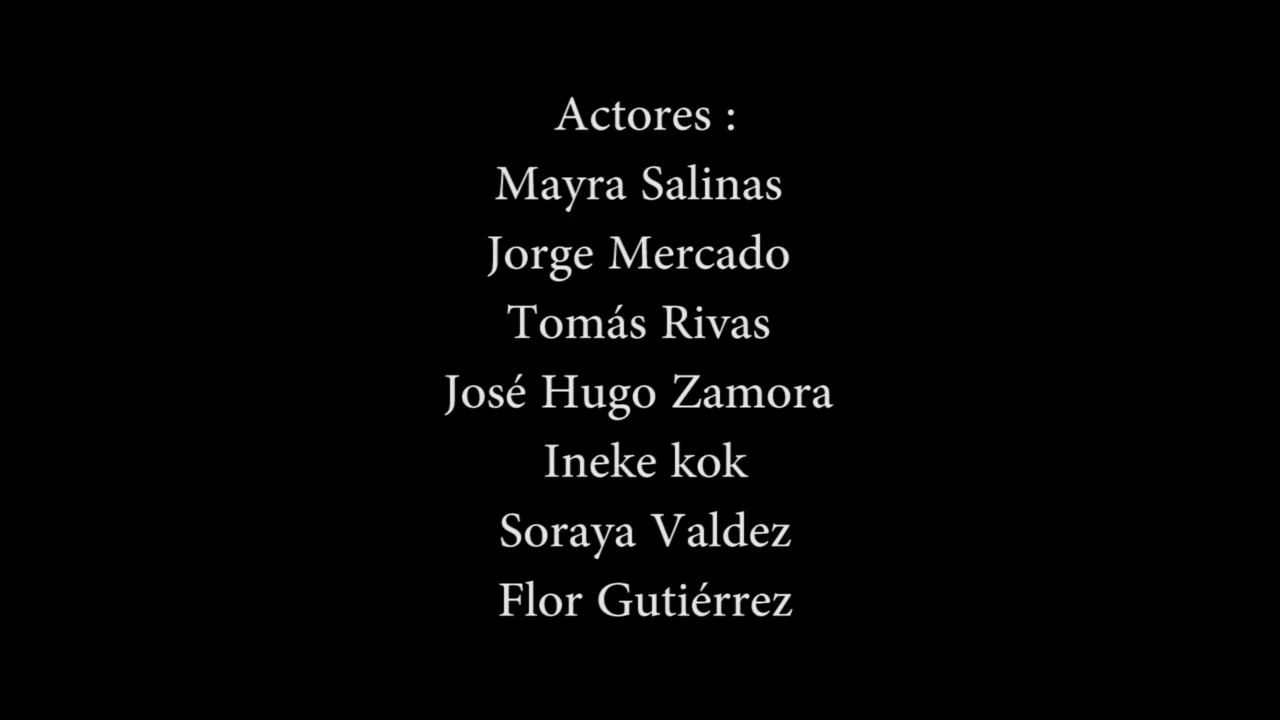 Actores :
Mayra Salinas
Jorge Mercado
Tomás Rivas
José Hugo Zamora
Ineke kok
Soraya Valdez
Flor Gutiérrez